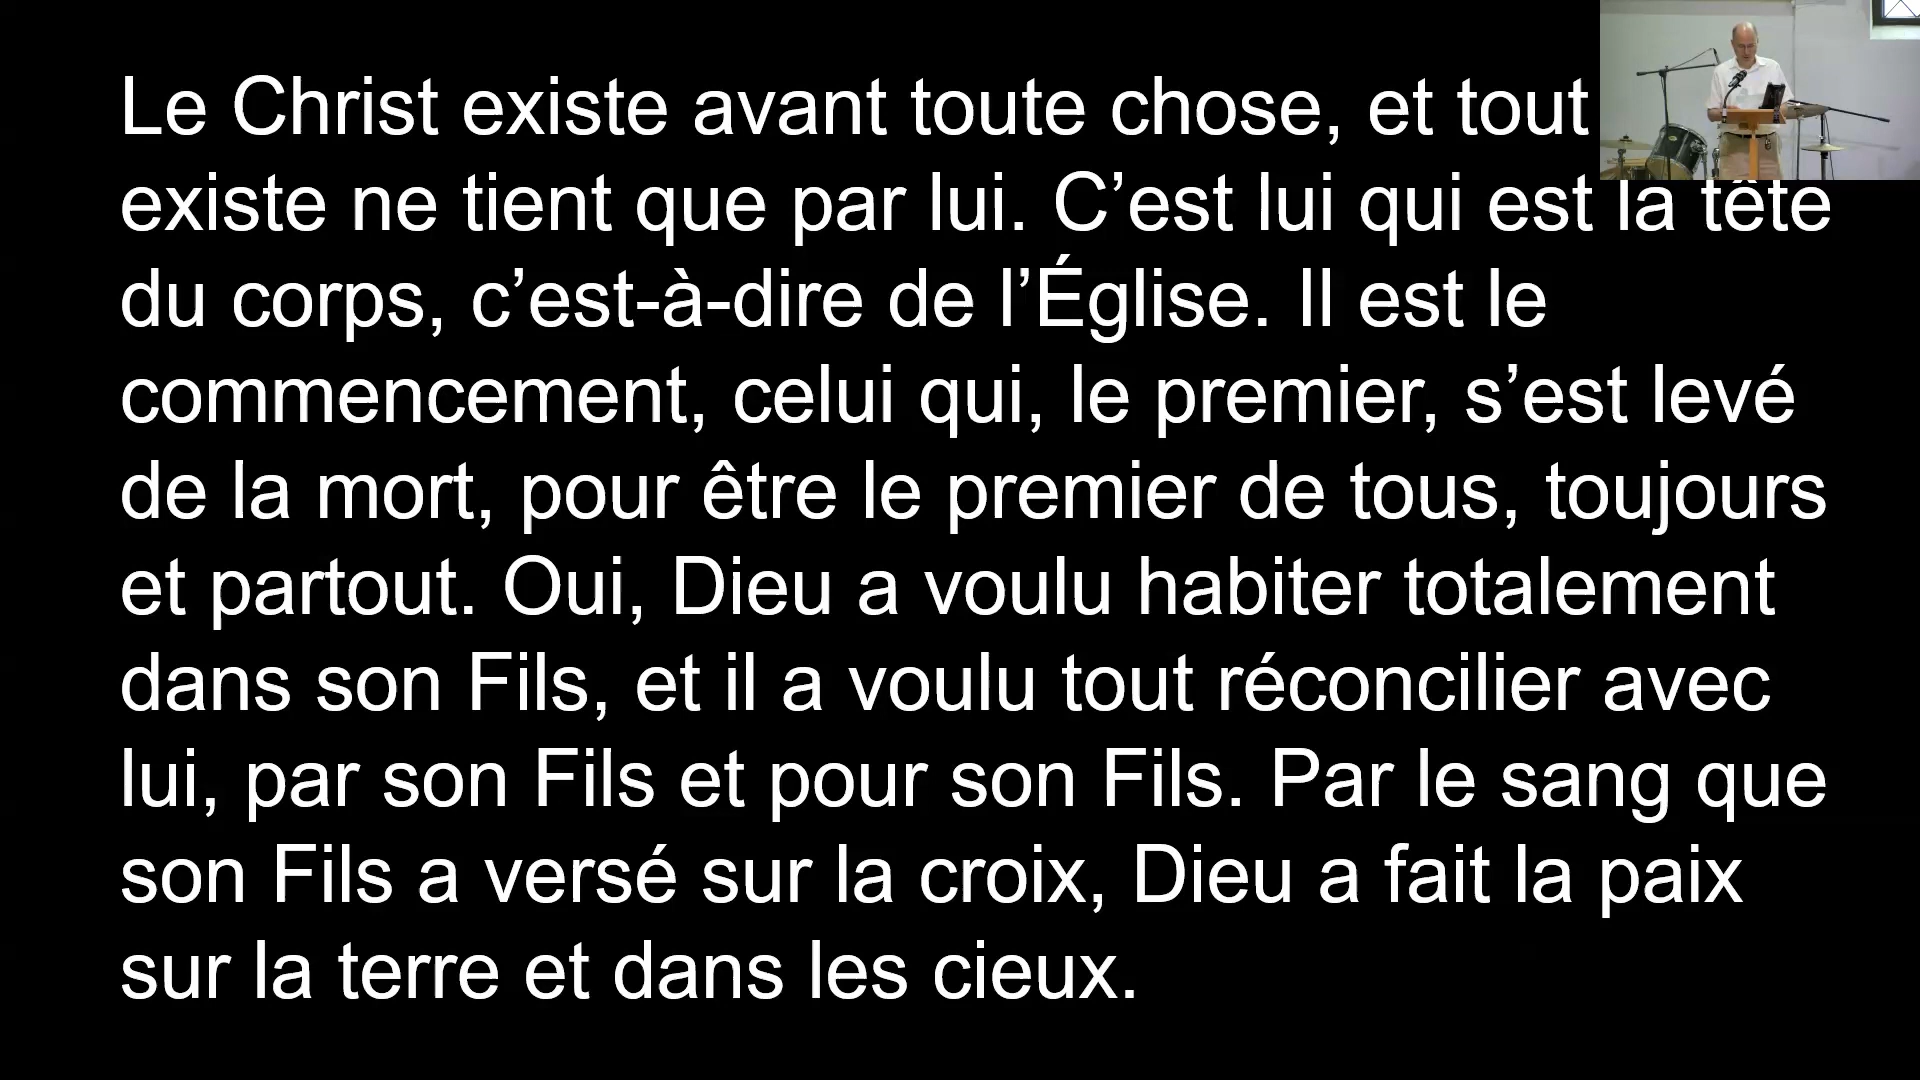 Le Christ existe avant toute chose, et tout
existe ne tient que par lui. C’est lui qui est la tête
du corps, c’est-à-dire de l’Église. Il est le
commencement, celui qui, le premier, s’est levé
de la mort, pour être le premier de tous, toujours
et partout. Oui, Dieu a voulu habiter totalement
dans son Fils, et il a voulu tout réconcilier avec
lui, par son Fils et pour son Fils. Par le sang que
son Fils a versé sur la croix, Dieu a fait la paix
sur la terre et dans les cieux.